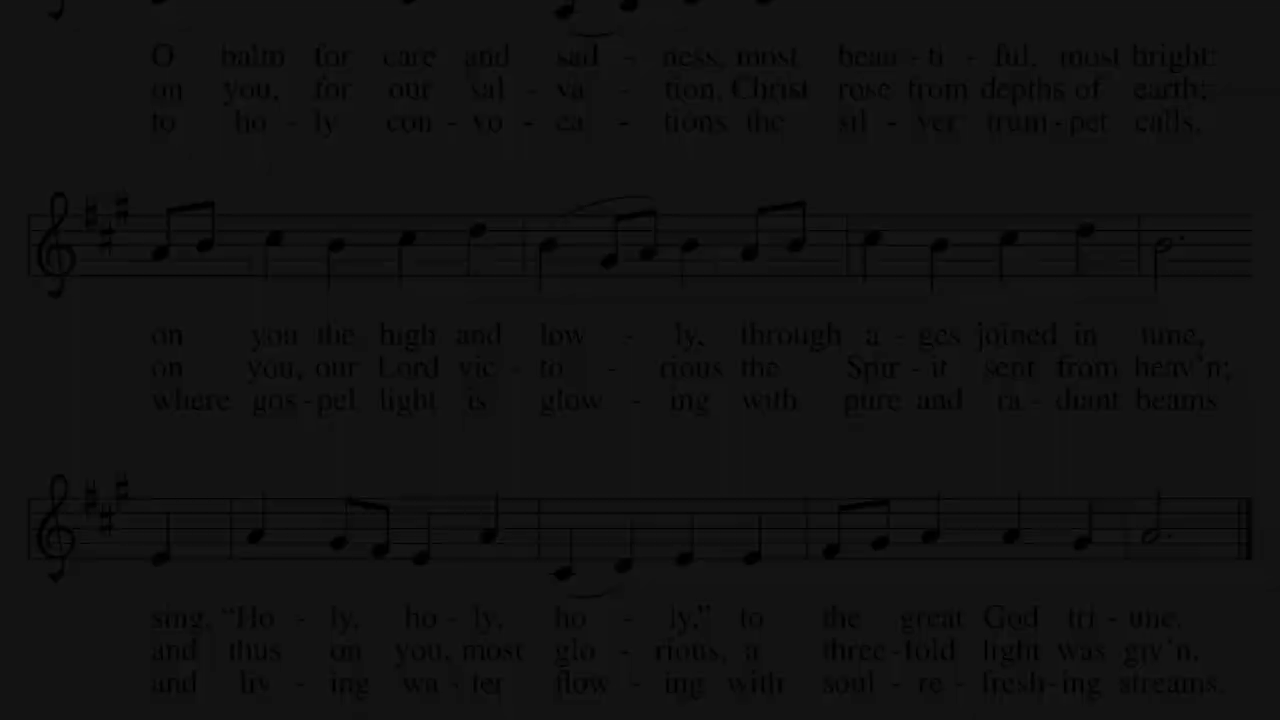 O balm for care and sad - ness, most beau - ti - ful, most bright:
on you, for our sal - va - tion, Christ rose from depths of earth;
to ho - ly con - vo - ca - tions the sil - ver trum - pet calls,
on you the high and low - ly, through a - ges joined in tune,
on you, our Lord vic - to - rious the Spir - it sent from heav'n;
where gos - pel light is glow - ing with pure and ra - diant beams
sing, "Ho - ly, ho - ly, ho - ly," to the great God tri - une.
and thus on you, most glo - rious, a three - fold light was giv'n.
and liv - ing wa - ter flow - ing with soul - re - fresh - ing streams.